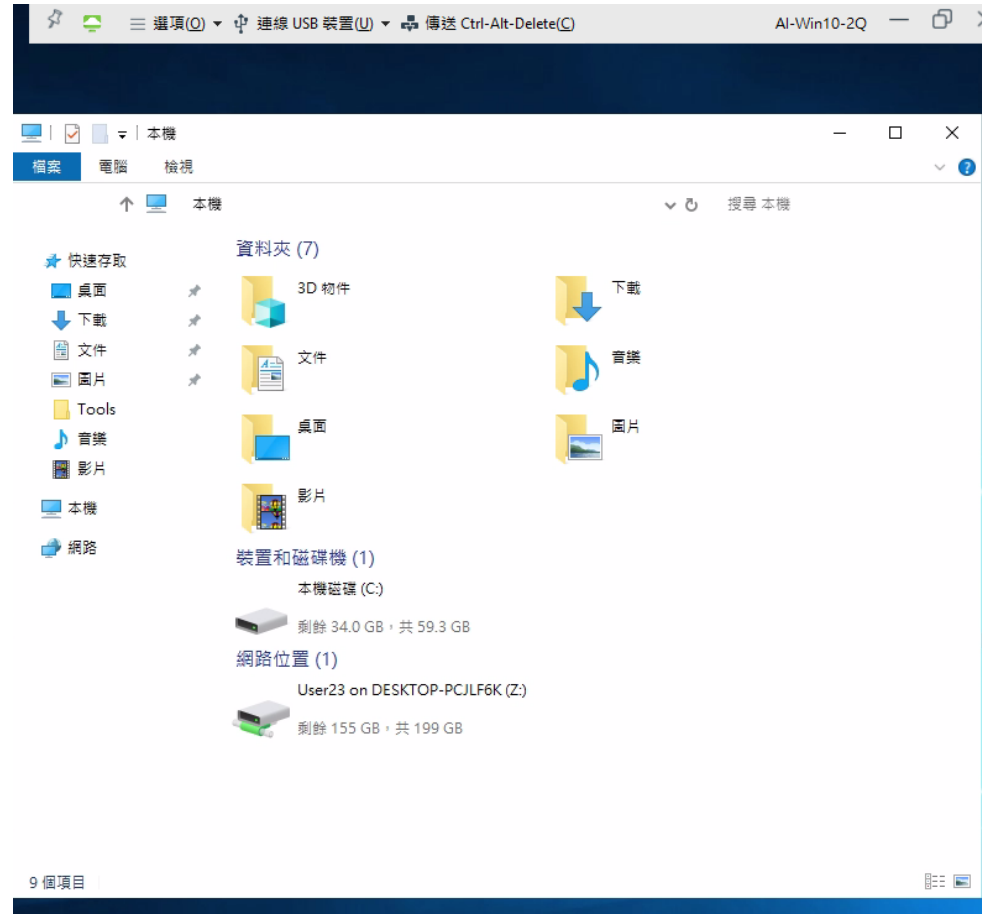 選項(O) 連線 USB 裝置(U) 傳送 Ctrl-Alt-Delete(C) AI-Win10-2Q
本機
檔案 電腦 檢視
本機 搜尋 本機
快速存取
桌面
下載
文件
圖片
Tools
音樂
影片
本機
網路
資料夾 (7)
3D 物件
下載
文件
音樂
桌面
圖片
影片
裝置和磁碟機 (1)
本機磁碟 (C:)
剩餘 34.0 GB，共 59.3 GB
網路位置 (1)
User23 on DESKTOP-PCJLF6K (Z:)
剩餘 155 GB，共 199 GB
9 個項目